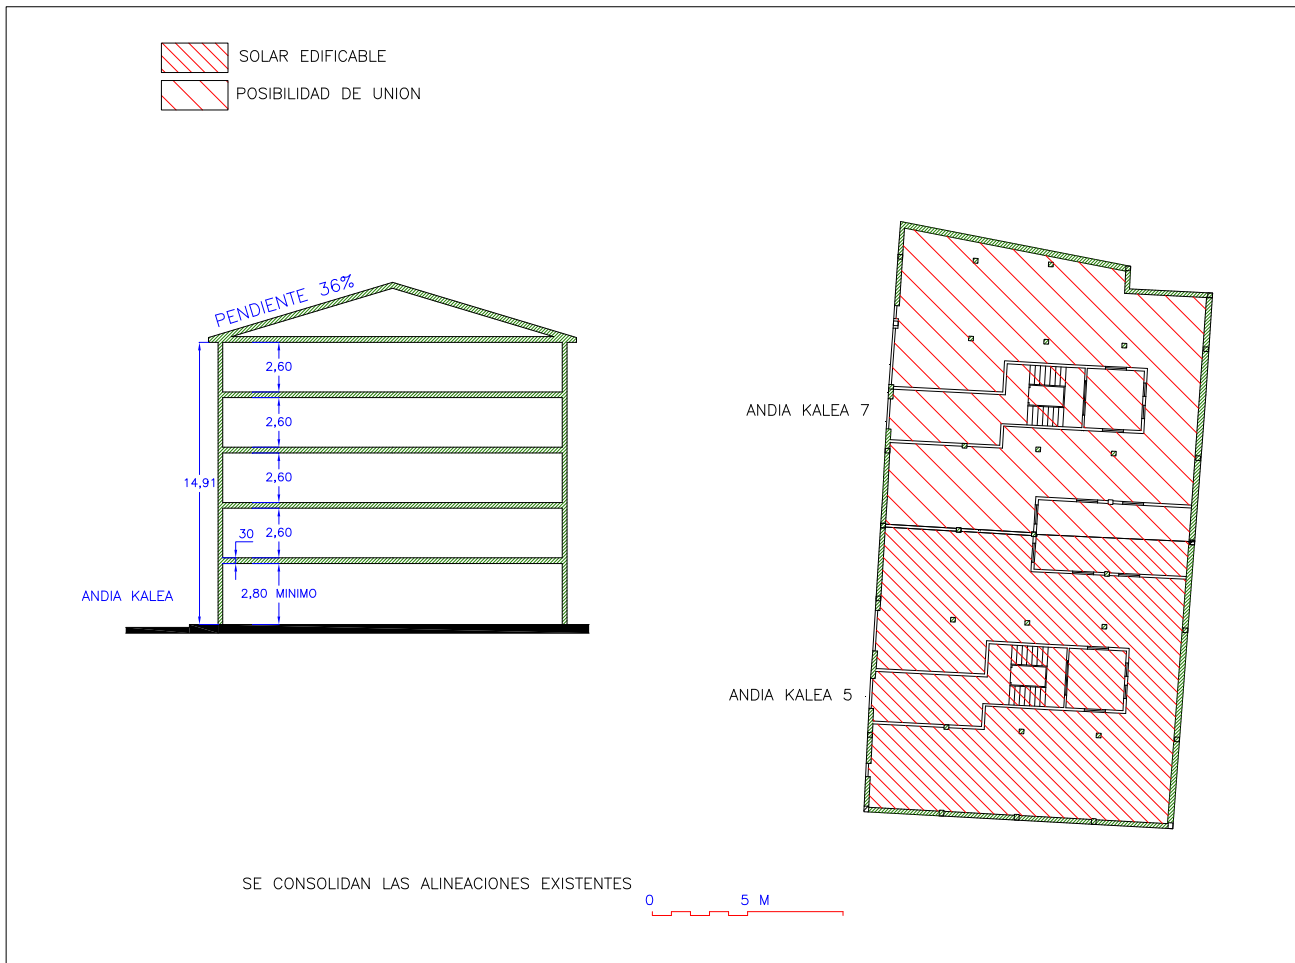 SOLAR EDIFICABLE
POSIBILIDAD DE UNION
PENDIENTE 36%
2,60
2,60
2,60
14,91
30
2,60
2,80 MINIMO
ANDIA KALEA
ANDIA KALEA 7
ANDIA KALEA 5
SE CONSOLIDAN LAS ALINEACIONES EXISTENTES
0 5 M